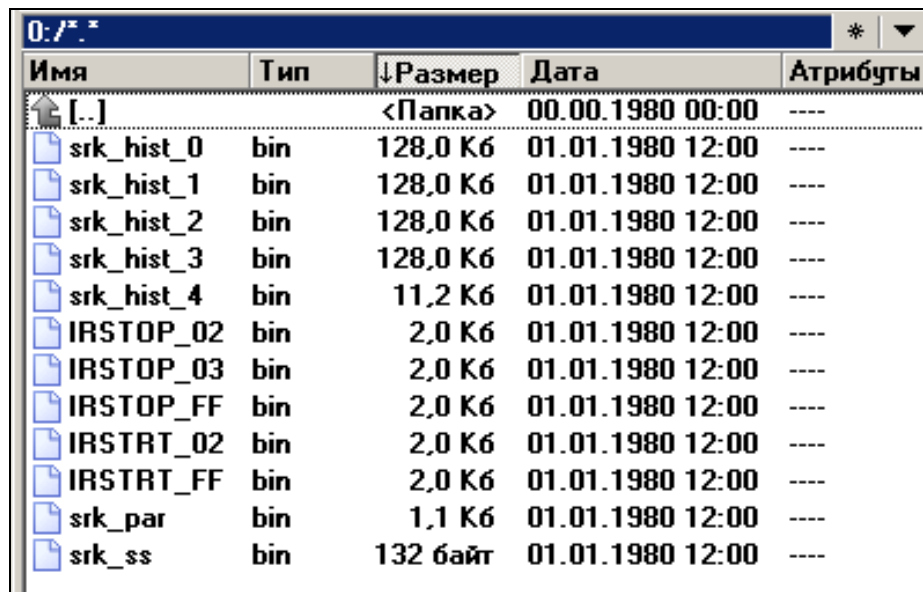 0:/*.*
Имя Тип ↓Размер Дата Атрибуты
[..] <Папка> 00.00.1980 00:00 ----
srk_hist_0 bin 128,0 Кб 01.01.1980 12:00 ----
srk_hist_1 bin 128,0 Кб 01.01.1980 12:00 ----
srk_hist_2 bin 128,0 Кб 01.01.1980 12:00 ----
srk_hist_3 bin 128,0 Кб 01.01.1980 12:00 ----
srk_hist_4 bin 11,2 Кб 01.01.1980 12:00 ----
IRSTOP_02 bin 2,0 Кб 01.01.1980 12:00 ----
IRSTOP_03 bin 2,0 Кб 01.01.1980 12:00 ----
IRSTOP_FF bin 2,0 Кб 01.01.1980 12:00 ----
IRSTRT_02 bin 2,0 Кб 01.01.1980 12:00 ----
IRSTRT_FF bin 2,0 Кб 01.01.1980 12:00 ----
srk_par bin 1,1 Кб 01.01.1980 12:00 ----
srk_ss bin 132 байт 01.01.1980 12:00 ----